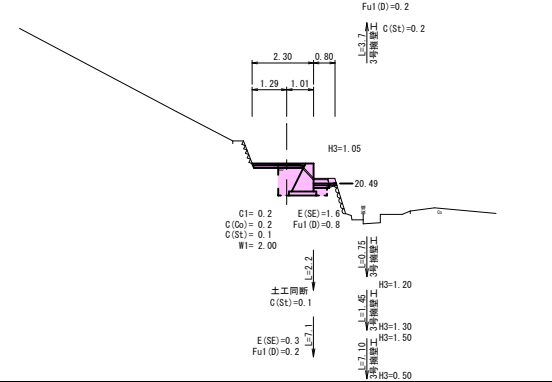 Fu1(D)=0.2
C(St)=0.2
L=3.7
3号擁壁工
2.30
0.80
1.29
1.01
H3=1.05
20.49
C1= 0.2
C(Co)= 0.2
C(St)= 0.1
W1= 2.00
E(SE)=1.6
Fu1(D)=0.8
L=2.2
土工同断
C(St)=0.1
L=7.1
E(SE)=0.3
Fu1(D)=0.2
L=0.75
3号擁壁工
H3=1.20
L=1.45
3号擁壁工
H3=1.30
H3=1.50
L=7.10
3号擁壁工
H3=0.50